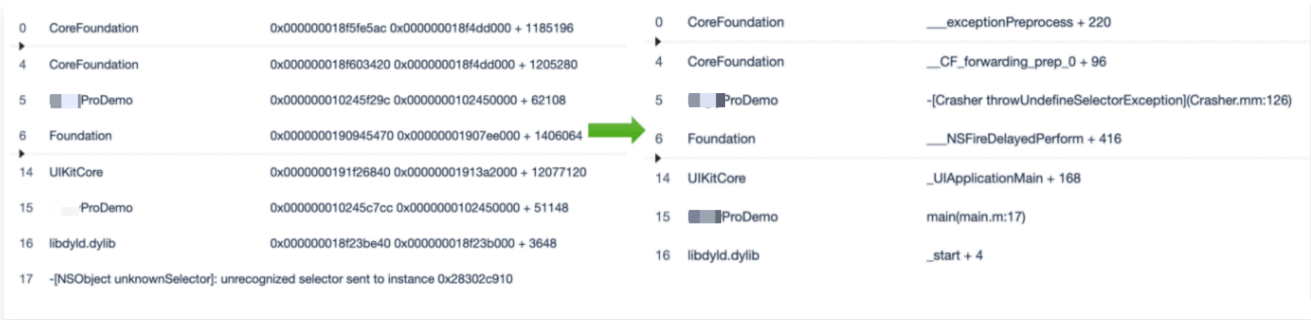 0 CoreFoundation 0x000000018f5fe5ac 0x000000018f4dd000 + 1185196
4 CoreFoundation 0x000000018f603420 0x000000018f4dd000 + 1205280
5 ProDemo 0x000000010245f29c 0x0000000102450000 + 62108
6 Foundation 0x0000000190945470 0x00000001907ee000 + 1406064
14 UIKitCore 0x0000000191f26840 0x00000001913a2000 + 12077120
15 ProDemo 0x000000010245c7cc 0x0000000102450000 + 51148
16 libdyld.dylib 0x000000018f23be40 0x000000018f23b000 + 3648
17 -[NSObject unknownSelector]: unrecognized selector sent to instance 0x28302c910
0 CoreFoundation ___exceptionPreprocess + 220
4 CoreFoundation __CF_forwarding_prep_0 + 96
5 ProDemo -[Crasher throwUndefineSelectorException](Crasher.mm:126)
6 Foundation ___NSFireDelayedPerform + 416
14 UIKitCore _UIApplicationMain + 168
15 ProDemo main(main.m:17)
16 libdyld.dylib _start + 4